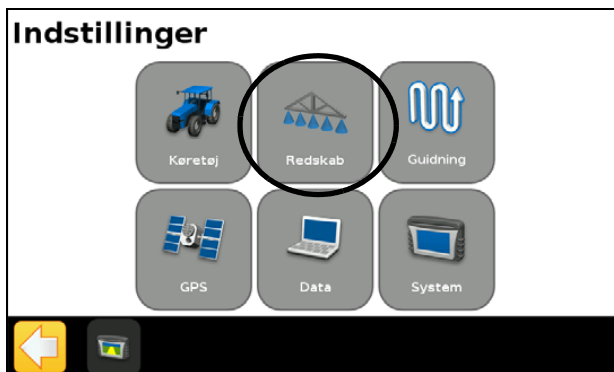 Indstillinger
Køretøj Redskab Guidning
GPS Data System